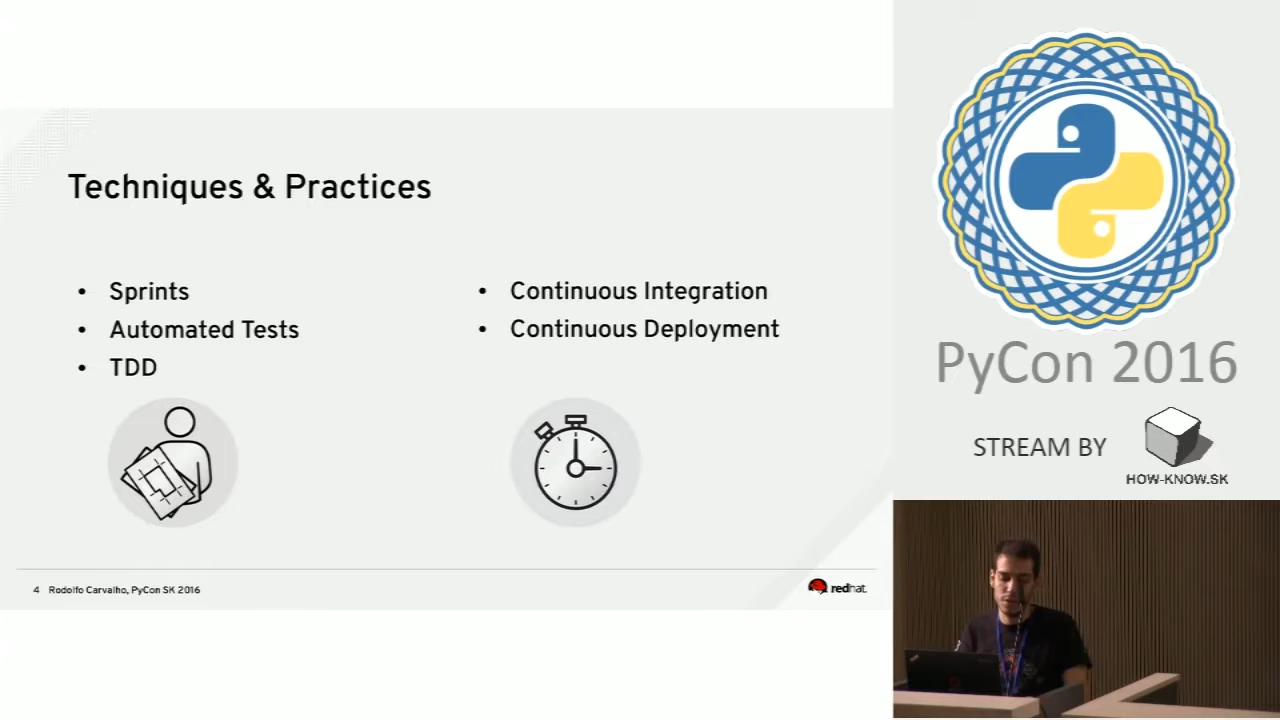 Techniques & Practices
• Sprints
• Automated Tests
• TDD
• Continuous Integration
• Continuous Deployment
4 Rodolfo Carvalho, PyCon SK 2016
redhat.
PyCon 2016
STREAM BY
HOW-KNOW.SK